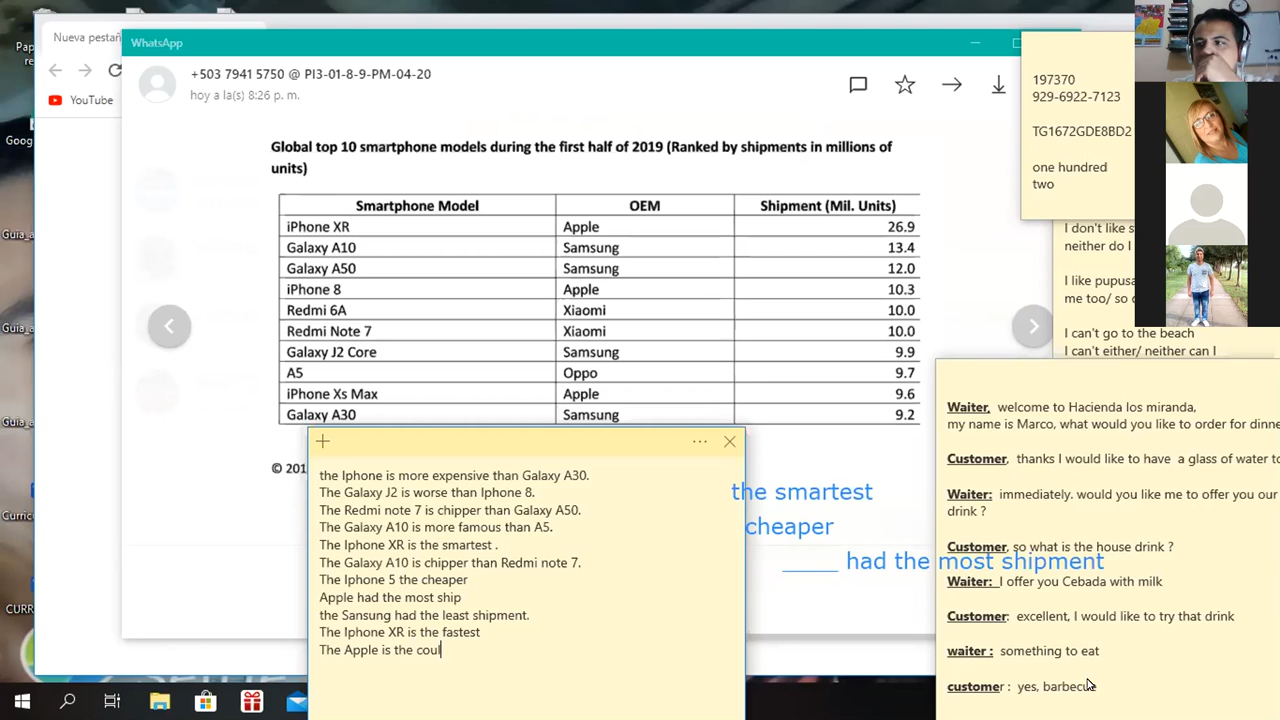 Nueva pestañ
YouTube
Goog
Guia_a
Guia_a
Guia_a
Curric
CURR
WhatsApp
+503 7941 5750 @ PI3-01-8-9-PM-04-20
hoy a la(s) 8:26 p. m.
Global top 10 smartphone models during the first half of 2019 (Ranked by shipments in millions of
units)
Smartphone Model OEM Shipment (Mil. Units)
iPhone XR Apple 26.9
Galaxy A10 Samsung 13.4
Galaxy A50 Samsung 12.0
iPhone 8 Apple 10.3
Redmi 6A Xiaomi 10.0
Redmi Note 7 Xiaomi 10.0
Galaxy J2 Core Samsung 9.9
A5 Oppo 9.7
iPhone Xs Max Apple 9.6
Galaxy A30 Samsung 9.2
© 201
the Iphone is more expensive than Galaxy A30.
The Galaxy J2 is worse than Iphone 8.
The Redmi note 7 is chipper than Galaxy A50.
The Galaxy A10 is more famous than A5.
The Iphone XR is the smartest .
The Galaxy A10 is chipper than Redmi note 7.
The Iphone 5 the cheaper
Apple had the most ship
the Sansung had the least shipment.
The Iphone XR is the fastest
The Apple is the coul
the smartest
cheaper
_____ had the most shipment
197370
929-6922-7123
TG1672GDE8BD2
one hundred
two
I don't like s
neither do I
I like pupusa
me too/ so
I can't go to the beach
I can't either/ neither can I
Waiter, welcome to Hacienda los miranda,
my name is Marco, what would you like to order for dinne
Customer, thanks I would like to have a glass of water to
Waiter: immediately. would you like me to offer you our
drink ?
Customer, so what is the house drink ?
Waiter: I offer you Cebada with milk
Customer: excellent, I would like to try that drink
waiter : something to eat
customer : yes, barbecue